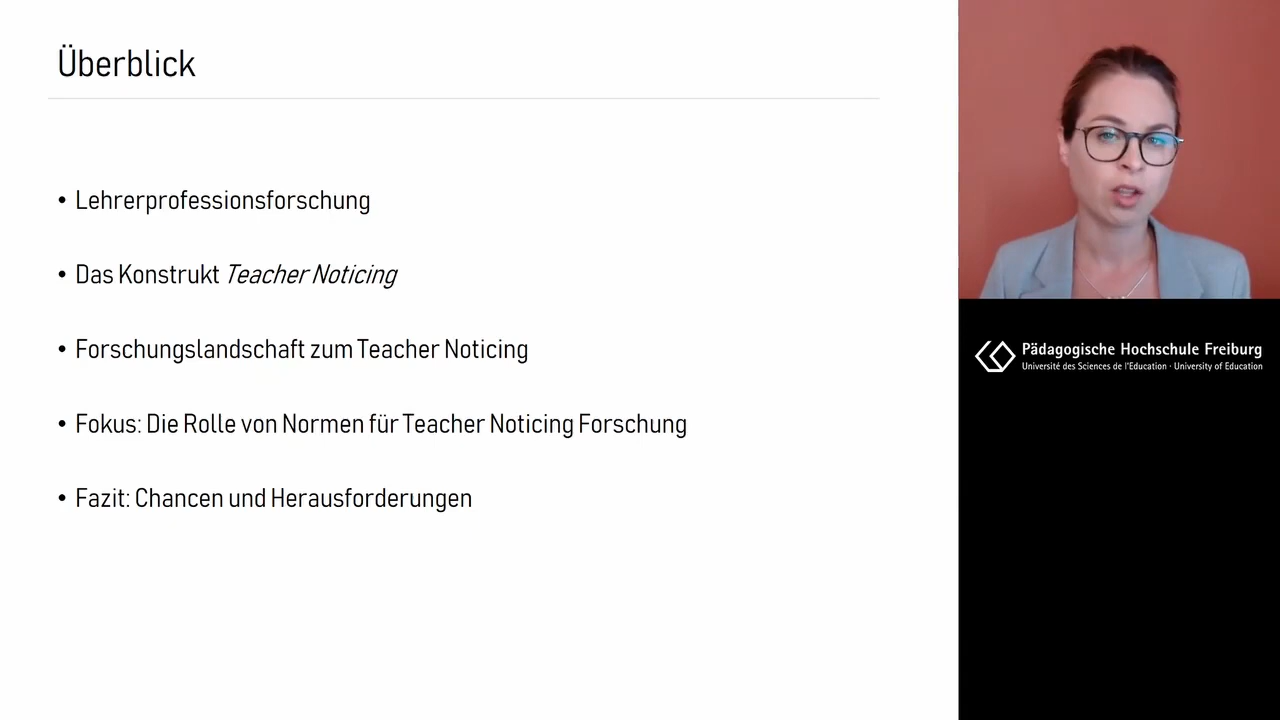 Überblick
• Lehrerprofessionsforschung
• Das Konstrukt Teacher Noticing
• Forschungslandschaft zum Teacher Noticing
• Fokus: Die Rolle von Normen für Teacher Noticing Forschung
• Fazit: Chancen und Herausforderungen
Pädagogische Hochschule Freiburg
Université des Sciences de l'Education · University of Education